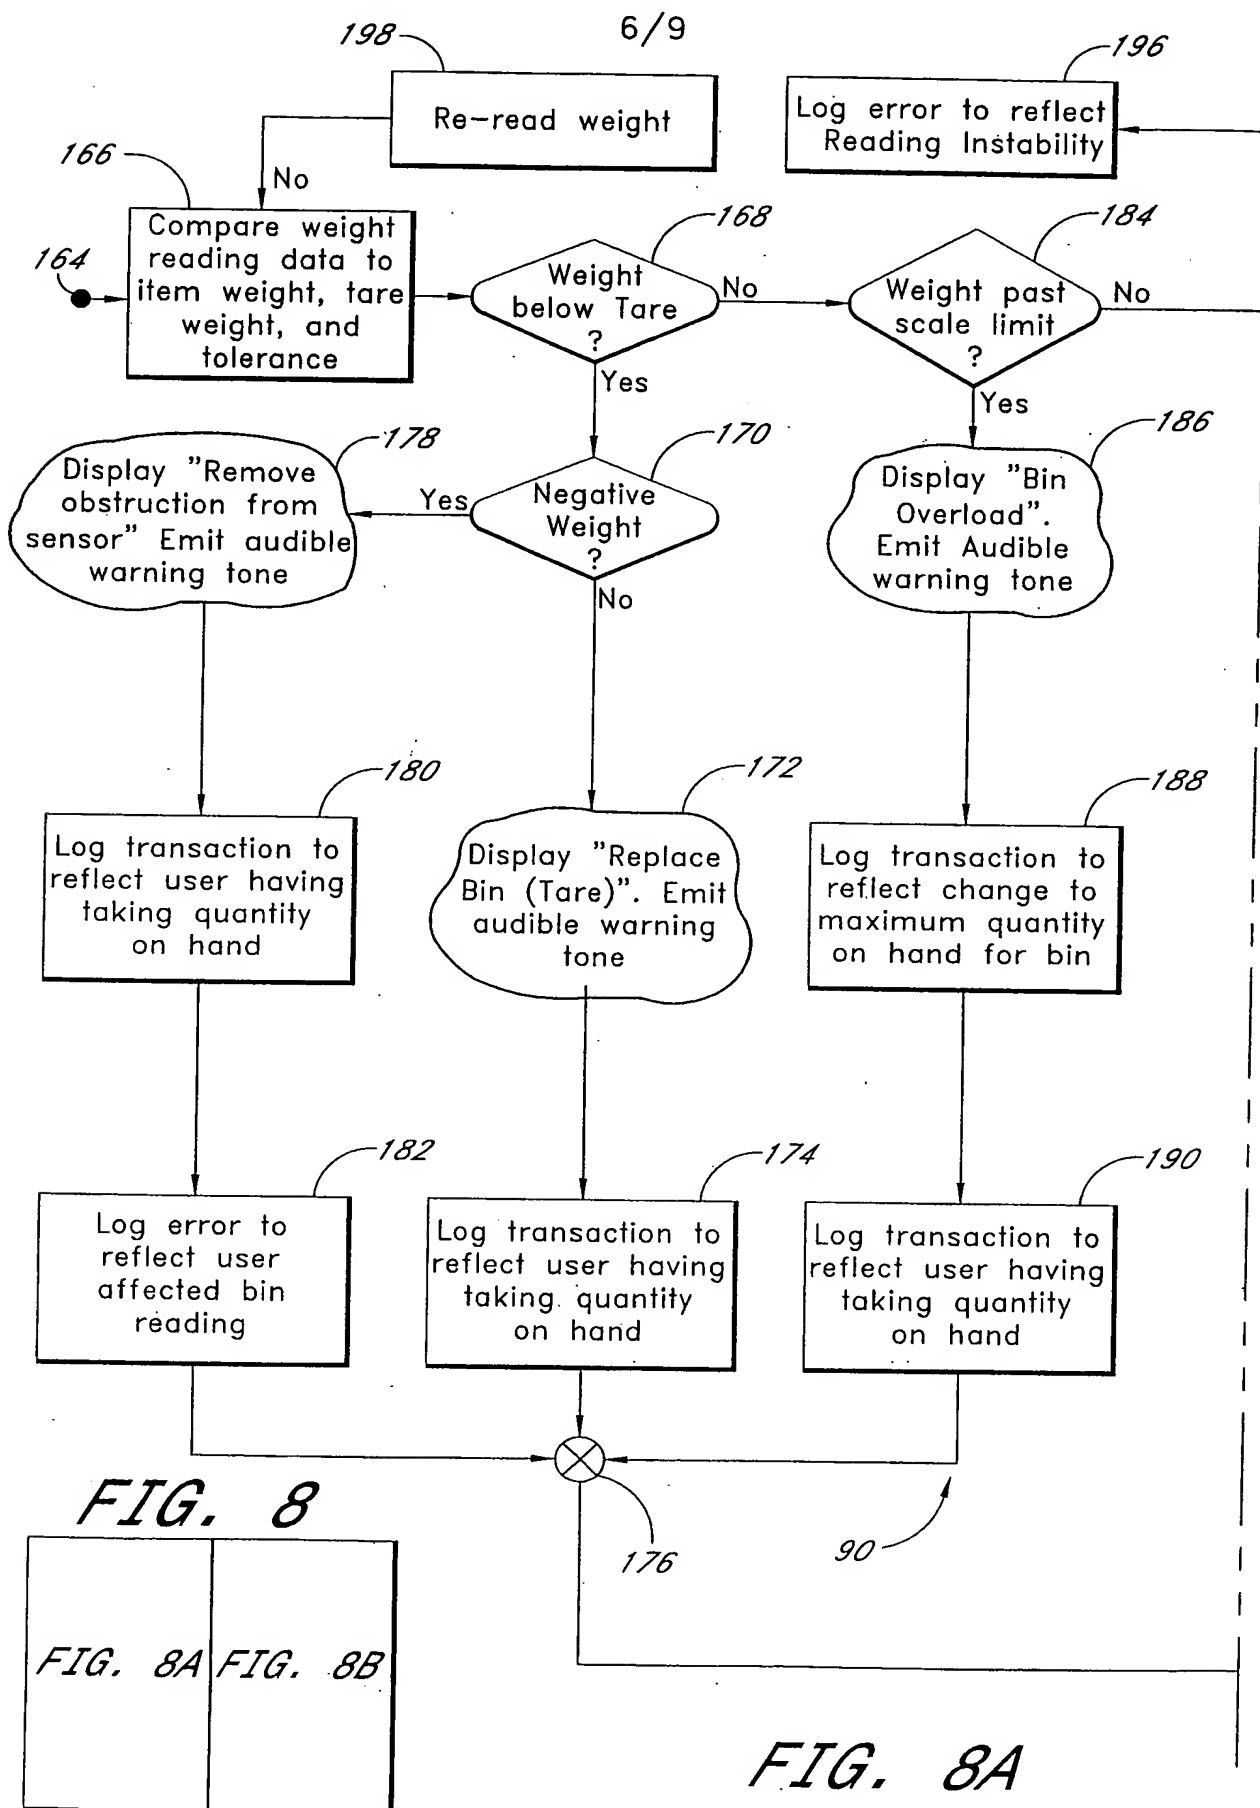 6/9
198
Re-read weight
196
Log error to reflect
Reading Instability
166
No
Compare weight
reading data to
item weight, tare
weight, and
tolerance
164
168
Weight
below Tare
?
No
Yes
184
Weight past
scale limit
?
No
Yes
178
Display "Remove
obstruction from
sensor" Emit audible
warning tone
Yes
170
Negative
Weight
?
No
186
Display "Bin
Overload".
Emit Audible
warning tone
180
Log transaction to
reflect user having
taking quantity
on hand
172
Display "Replace
Bin (Tare)". Emit
audible warning
tone
188
Log transaction to
reflect change to
maximum quantity
on hand for bin
182
Log error to
reflect user
affected bin
reading
174
Log transaction to
reflect user having
taking quantity
on hand
190
Log transaction to
reflect user having
taking quantity
on hand
176
90
FIG. 8
FIG. 8A
FIG. 8B
FIG. 8A